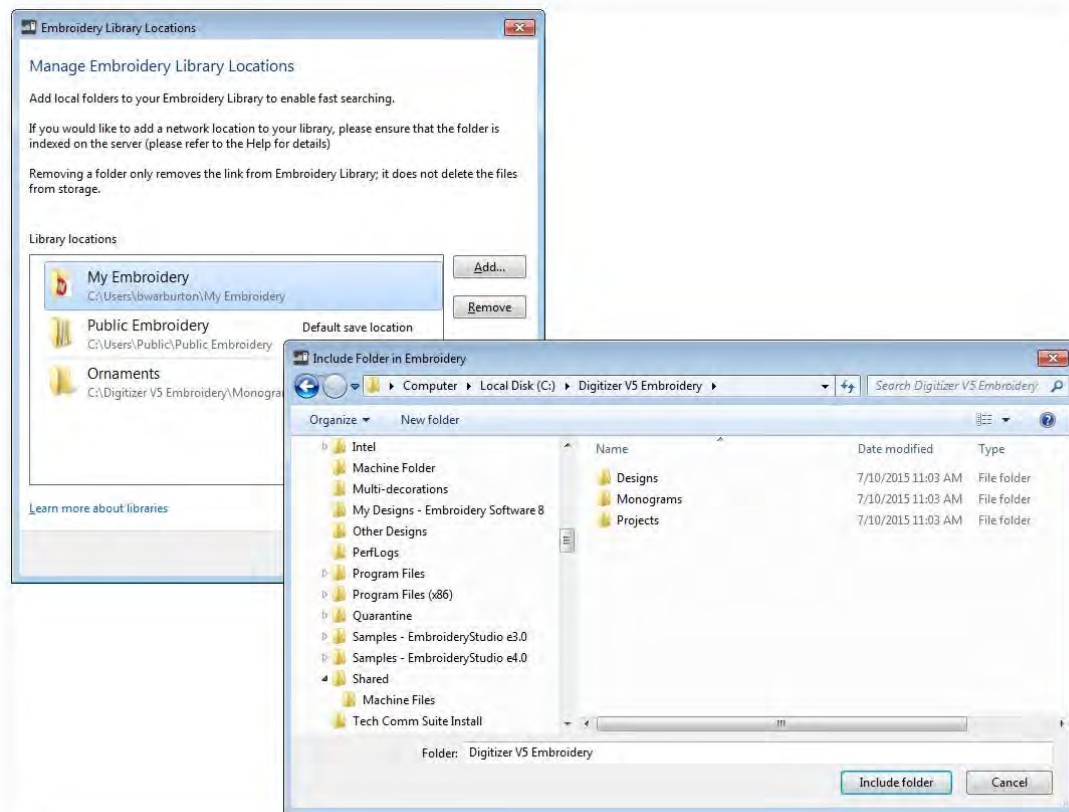 Embroidery Library Locations
Manage Embroidery Library Locations
Add local folders to your Embroidery Library to enable fast searching.
If you would like to add a network location to your library, please ensure that the folder is
indexed on the server (please refer to the Help for details)
Removing a folder only removes the link from Embroidery Library; it does not delete the files
from storage.
Library locations
My Embroidery
C:\Users\bwarburton\My Embroidery
Public Embroidery
Default save location
C:\Users\Public\Public Embroidery
Ornaments
C:\Digitizer V5 Embroidery\Monogra
Add...
Remove
Learn more about libraries
Include Folder in Embroidery
Computer Local Disk (C:) Digitizer V5 Embroidery
Search Digitizer V5 Embroidery
Organize New folder
Intel
Machine Folder
Multi-decorations
My Designs - Embroidery Software 8
Other Designs
PerfLogs
Program Files
Program Files (x86)
Quarantine
Samples - EmbroideryStudio e3.0
Samples - EmbroideryStudio e4.0
Shared
Machine Files
Tech Comm Suite Install
Name Date modified Type
Designs 7/10/2015 11:03 AM File folder
Monograms 7/10/2015 11:03 AM File folder
Projects 7/10/2015 11:03 AM File folder
Folder: Digitizer V5 Embroidery
Include folder Cancel